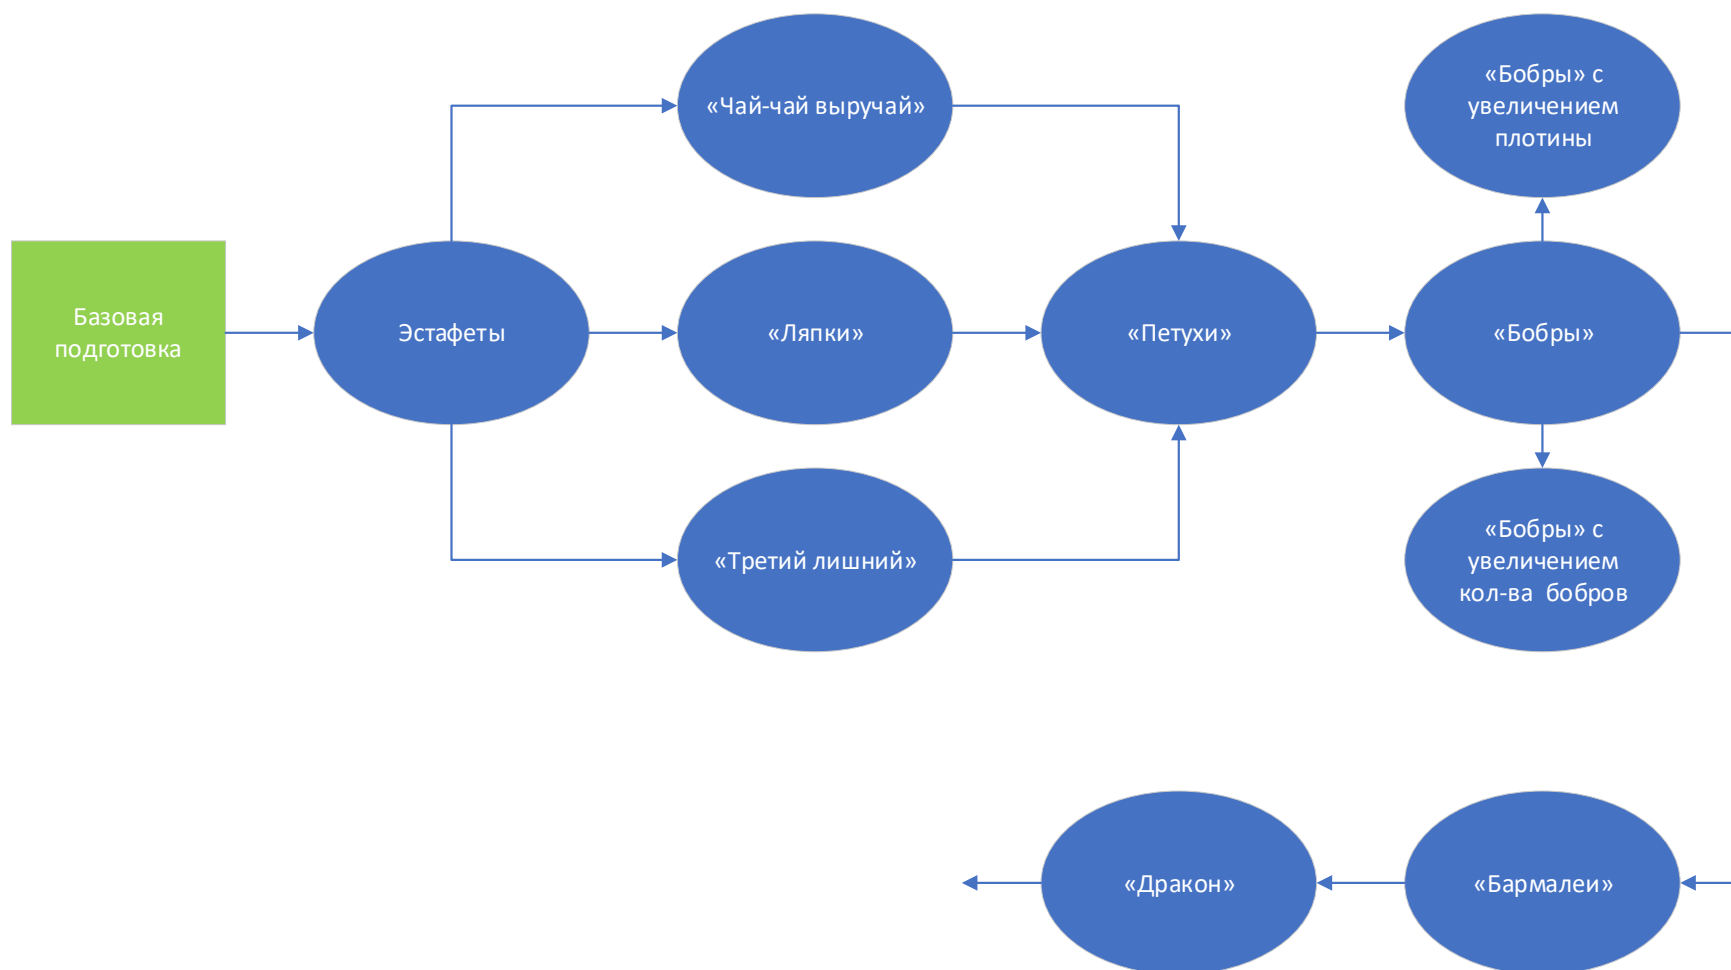 «Чай-чай выручай»
«Бобры» с
увеличением
плотины
Базовая
подготовка
Эстафеты
«Ляпки»
«Петухи»
«Бобры»
«Третий лишний»
«Бобры» с
увеличением
кол-ва  бобров
«Дракон»
«Бармалеи»